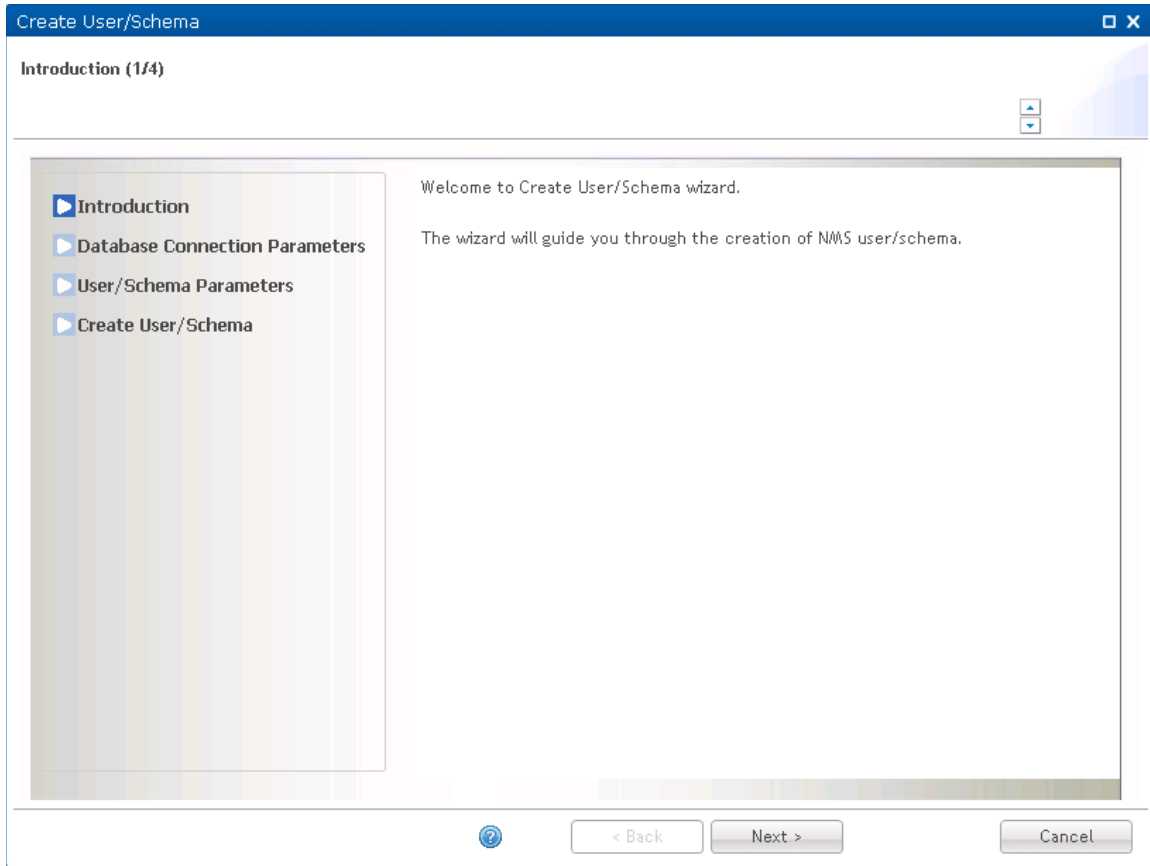 Create User/Schema
Introduction (1/4)
Introduction
Database Connection Parameters
User/Schema Parameters
Create User/Schema
Welcome to Create User/Schema wizard.
The wizard will guide you through the creation of NMS user/schema.
< Back
Next >
Cancel